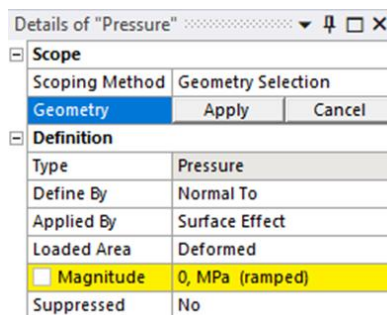 Details of "Pressure"
Scope
Scoping Method Geometry Selection
Geometry Apply Cancel
Definition
Type Pressure
Define By Normal To
Applied By Surface Effect
Loaded Area Deformed
Magnitude 0, MPa (ramped)
Suppressed No